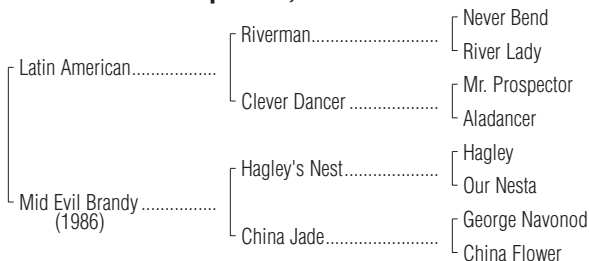 Never Bend
Riverman
River Lady
Latin American
Mr. Prospector
Clever Dancer
Aladancer
Hagley
Hagley's Nest
Our Nesta
Mid Evil Brandy
(1986)
George Navonod
China Jade
China Flower